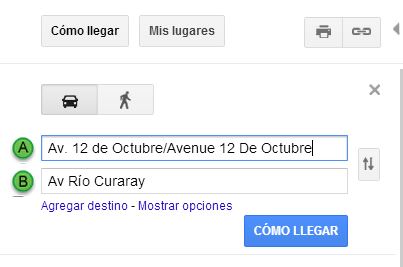 Cómo llegar Mis lugares
A Av. 12 de Octubre/Avenue 12 De Octubre
B Av Río Curaray
Agregar destino - Mostrar opciones
CÓMO LLEGAR